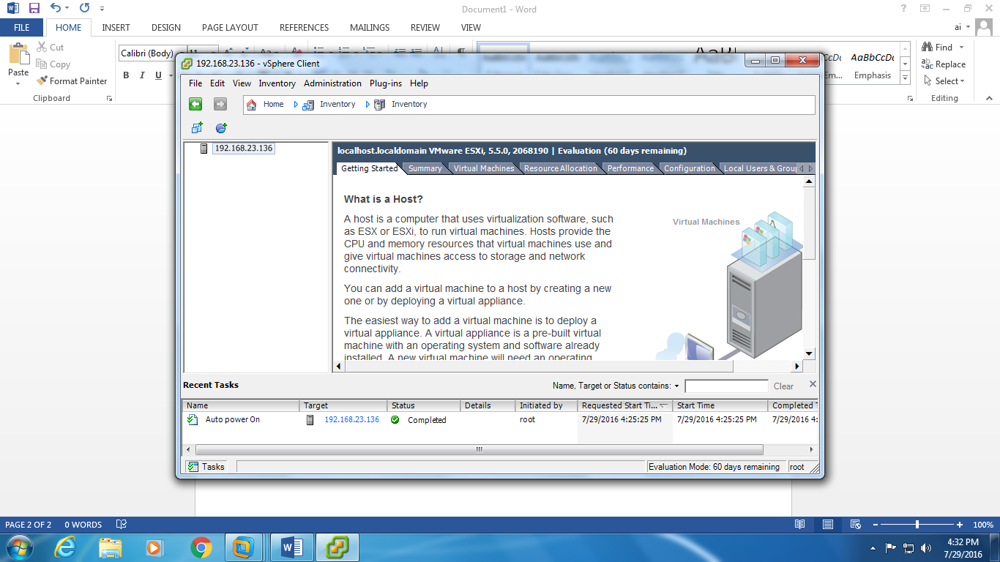 Document1 - Word
FILE HOME INSERT DESIGN PAGE LAYOUT REFERENCES MAILINGS REVIEW VIEW ai
Cut
Copy
Format Painter
Paste
Clipboard
Calibri (Body) 11
B I U
Em...
AaBbCcDc
Emphasis
Find
Replace
Select
Editing
192.168.23.136 - vSphere Client
File Edit View Inventory Administration Plug-ins Help
Home Inventory Inventory
192.168.23.136
localhost.localdomain VMware ESXi, 5.5.0, 2068190 | Evaluation (60 days remaining)
Getting Started Summary Virtual Machines Resource Allocation Performance Configuration Local Users & Group
What is a Host?
A host is a computer that uses virtualization software, such
as ESX or ESXi, to run virtual machines. Hosts provide the
CPU and memory resources that virtual machines use and
give virtual machines access to storage and network
connectivity.
You can add a virtual machine to a host by creating a new
one or by deploying a virtual appliance.
The easiest way to add a virtual machine is to deploy a
virtual appliance. A virtual appliance is a pre-built virtual
machine with an operating system and software already
installed. A new virtual machine will need an operating
Virtual Machines
Recent Tasks
Name, Target or Status contains: Clear
Name Target Status Details Initiated by Requested Start Ti... Start Time Completed T
Auto power On 192.168.23.136 Completed root 7/29/2016 4:25:25 PM 7/29/2016 4:25:25 PM 7/29/2016 4:
Tasks Evaluation Mode: 60 days remaining root
PAGE 2 OF 2 0 WORDS 100%
4:32 PM
7/29/2016